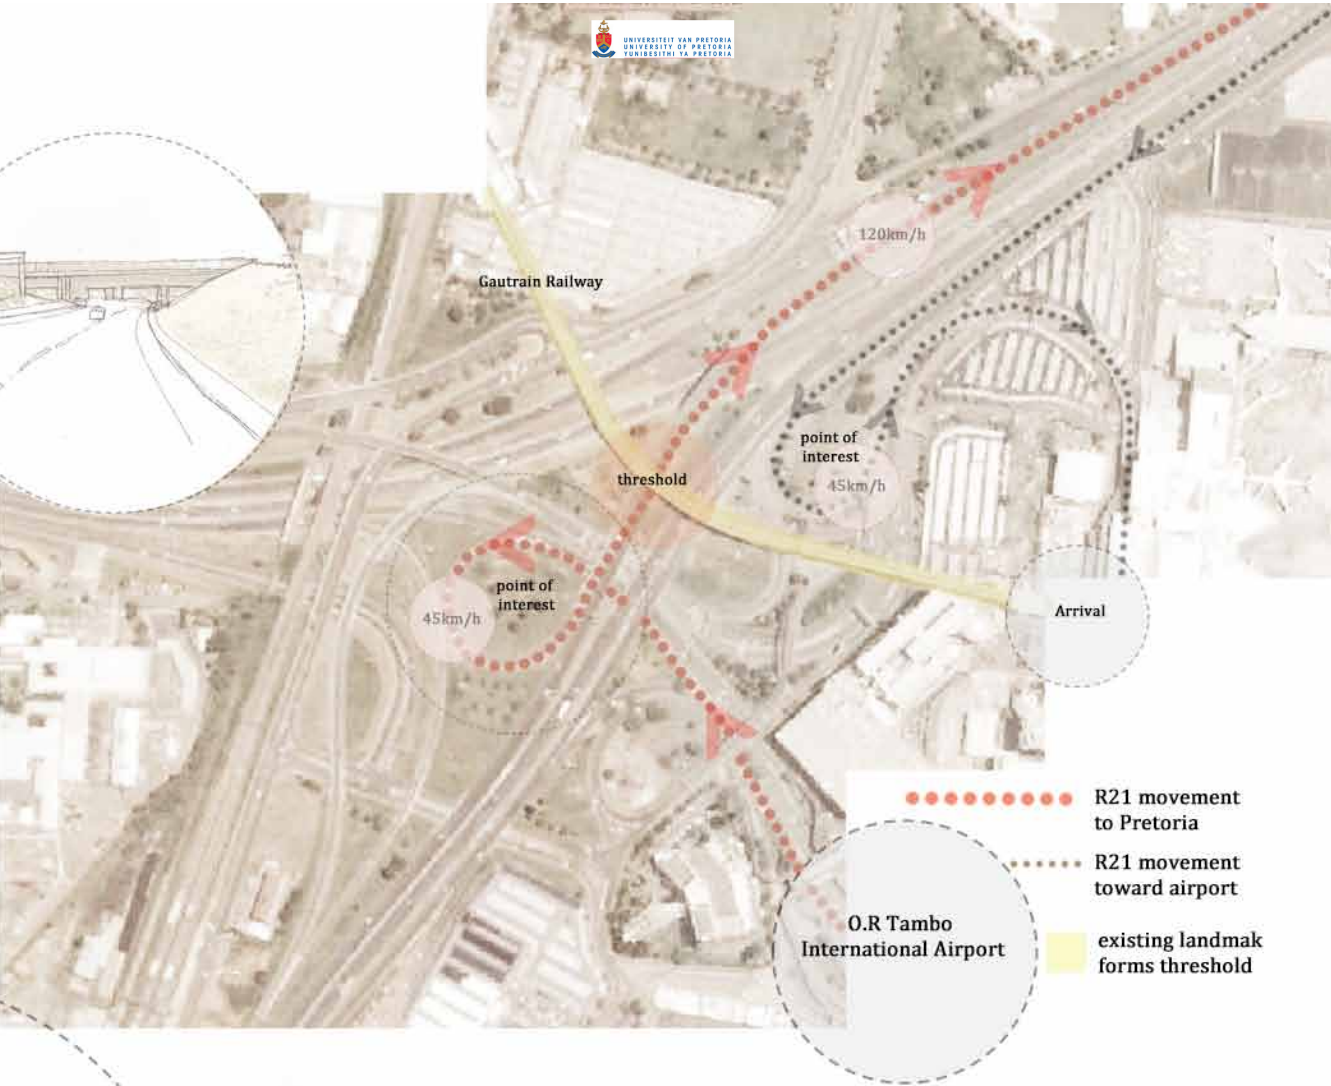 UNIVERSITEIT VAN PRETORIA
UNIVERSITY OF PRETORIA
YUNIBESITHI YA PRETORIA
120km/h
Gautrain Railway
point of
interest
threshold
45km/h
point of
interest
45km/h
Arrival
R21 movement
to Pretoria
R21 movement
toward airport
O.R Tambo
International Airport
existing landmak
forms threshold